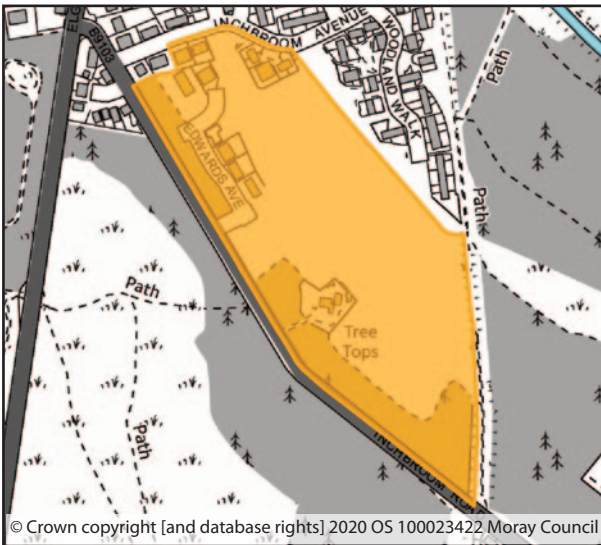 ELG
B9103
INCHBROOM AVENUE
WOODLAND WALK
Path
EDWARDS AVE
Path
Path
Tree
Tops
Path
INCHBROOM
© Crown copyright [and database rights] 2020 OS 100023422 Moray Council